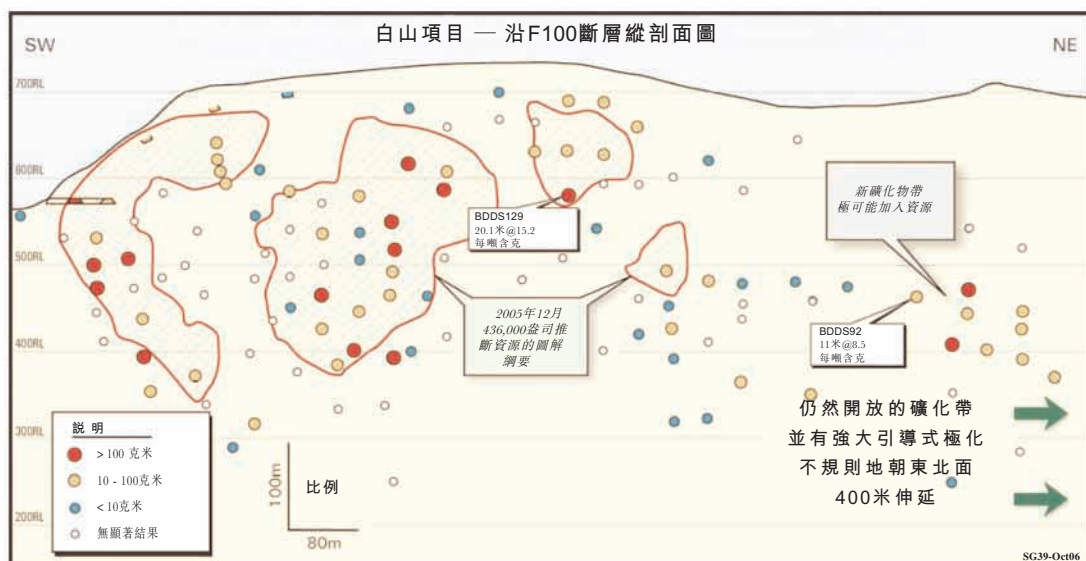 白山項目 — 沿F100斷層縱剖面圖
SW
NE
700RL
600RL
500RL
400RL
300RL
200RL
BDDS129
20.1米@15.2
每噸含克
新礦化物帶
極可能加入資源
2005年12月
436,000盎司推
斷資源的圖解
綱要
BDDS92
11米@8.5
每噸含克
仍然開放的礦化帶
並有強大引導式極化
不規則地朝東北面
400米伸延
說明
> 100 克米
10 - 100克米
< 10克米
無顯著結果
100m
比例
80m
SG39-Oct06